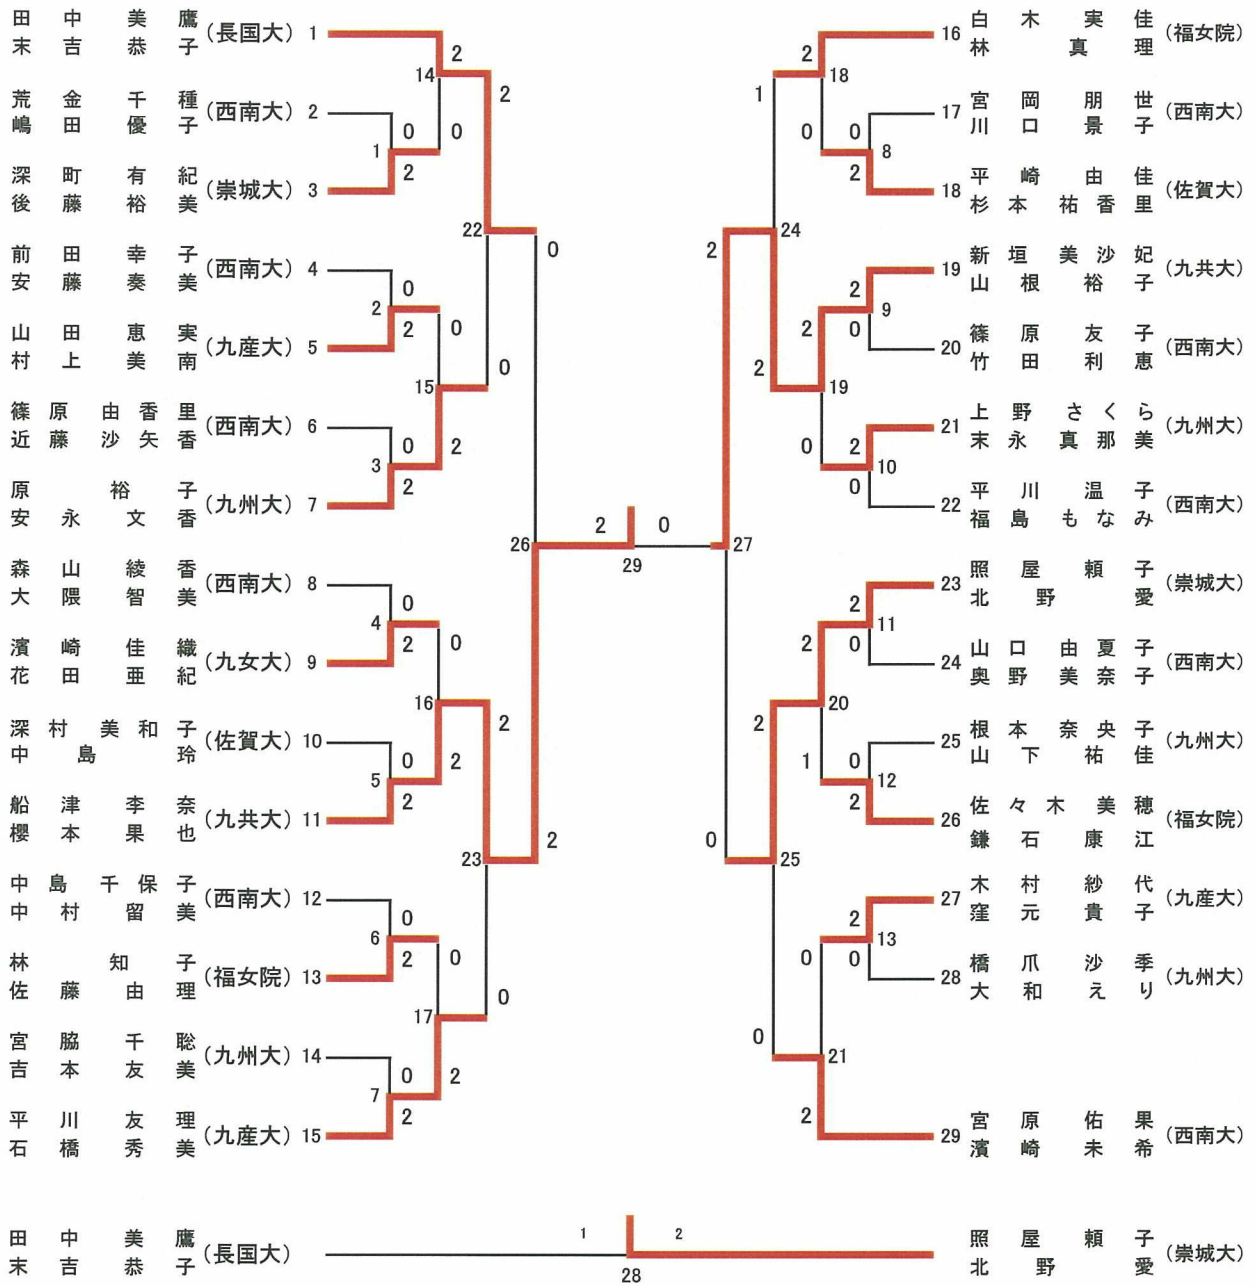 田中美鷹
末吉恭子
(長国大) 1
荒金千種
嶋田優子
(西南大) 2
深町有紀
後藤裕美
(崇城大) 3
前田幸子
安藤奏美
(西南大) 4
山田恵実
村上美南
(九産大) 5
篠原由香里
近藤沙矢香
(西南大) 6
原裕子
安永文香
(九州大) 7
森山綾香
大隈智美
(西南大) 8
濱崎佳織
花田亜紀
(九女大) 9
深村美和子
中島玲
(佐賀大) 10
船津李奈
櫻本果也
(九共大) 11
中島千保子
中村留美
(西南大) 12
林知子
佐藤由理
(福女院) 13
宮脇千聡
吉本友美
(九州大) 14
平川友理
石橋秀美
(九産大) 15
14 2 0
1 0 2
2 0 2
15 0 2
3 0 2
22 2 0
4 0 2
16 0 2
5 0 2
6 0 2
17 0 2
7 0 2
23 2 0
26 0 2
2 0
29
27 2 0
24 1 2
18 2 0
8 0 2
9 2 0
19 2 0
10 2 0
25 2 0
11 2 0
20 2 1
12 0 2
13 2 0
21 0 2
16 白木実佳
林真理
(福女院)
17 宮岡朋世
川口景子
(西南大)
18 平崎由佳
杉本祐香里
(佐賀大)
19 新垣美沙妃
山根裕子
(九共大)
20 篠原友子
竹田利恵
(西南大)
21 上野さくら
末永真那美
(九州大)
22 平川温子
福島もなみ
(西南大)
23 照屋頼子
北野愛
(崇城大)
24 山口由夏子
奥野美奈子
(西南大)
25 根本奈央子
山下祐佳
(九州大)
26 佐々木美穂
鎌石康江
(福女院)
27 木村紗代
窪元貴子
(九産大)
28 橋爪沙季
大和えり
(九州大)
29 宮原佑果
濱崎未希
(西南大)
田中美鷹
末吉恭子
(長国大)
1 2
28
照屋頼子
北野愛
(崇城大)